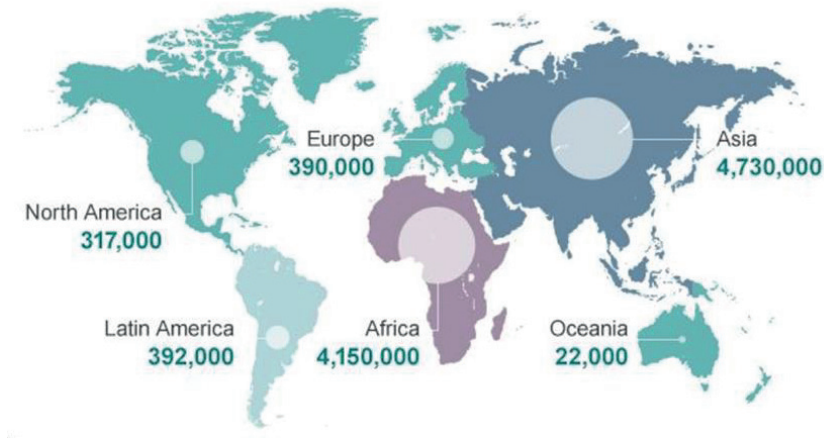 Europe
390,000
Asia
4,730,000
North America
317,000
Latin America
392,000
Africa
4,150,000
Oceania
22,000